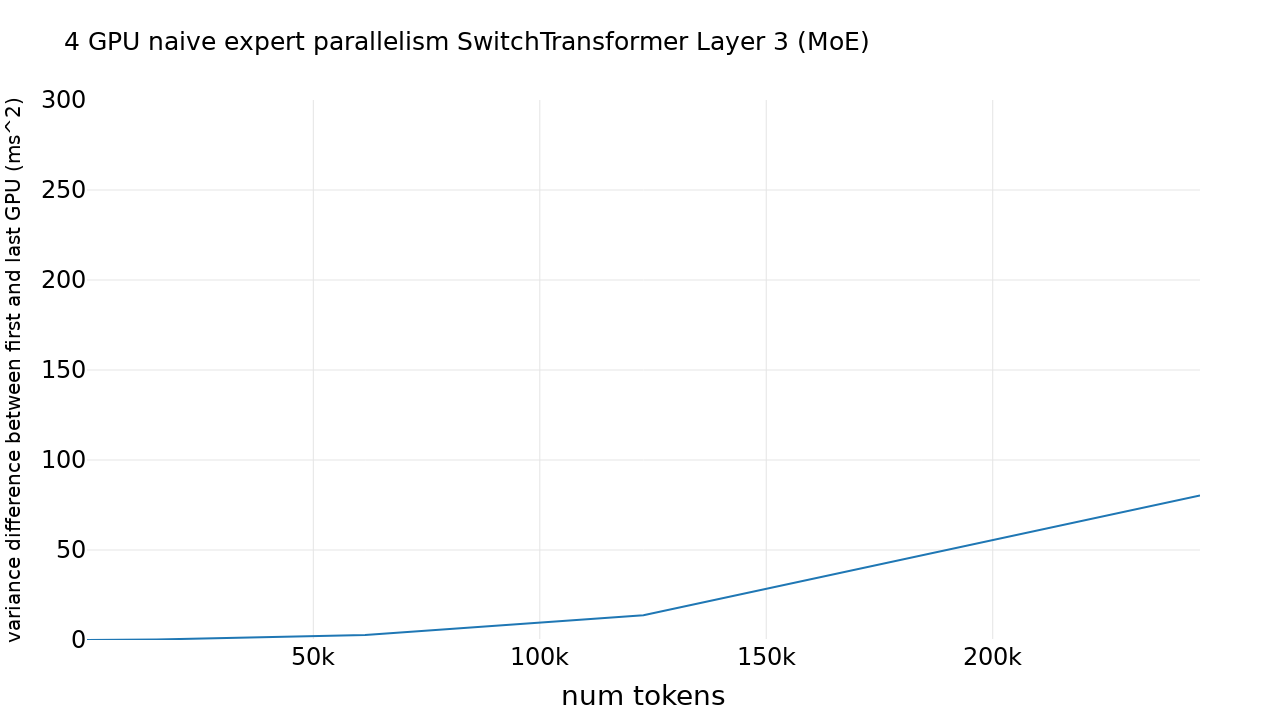 4 GPU naive expert parallelism SwitchTransformer Layer 3 (MoE)
variance difference between first and last GPU (ms^2)
300
250
200
150
100
50
0
50k
100k
150k
200k
num tokens